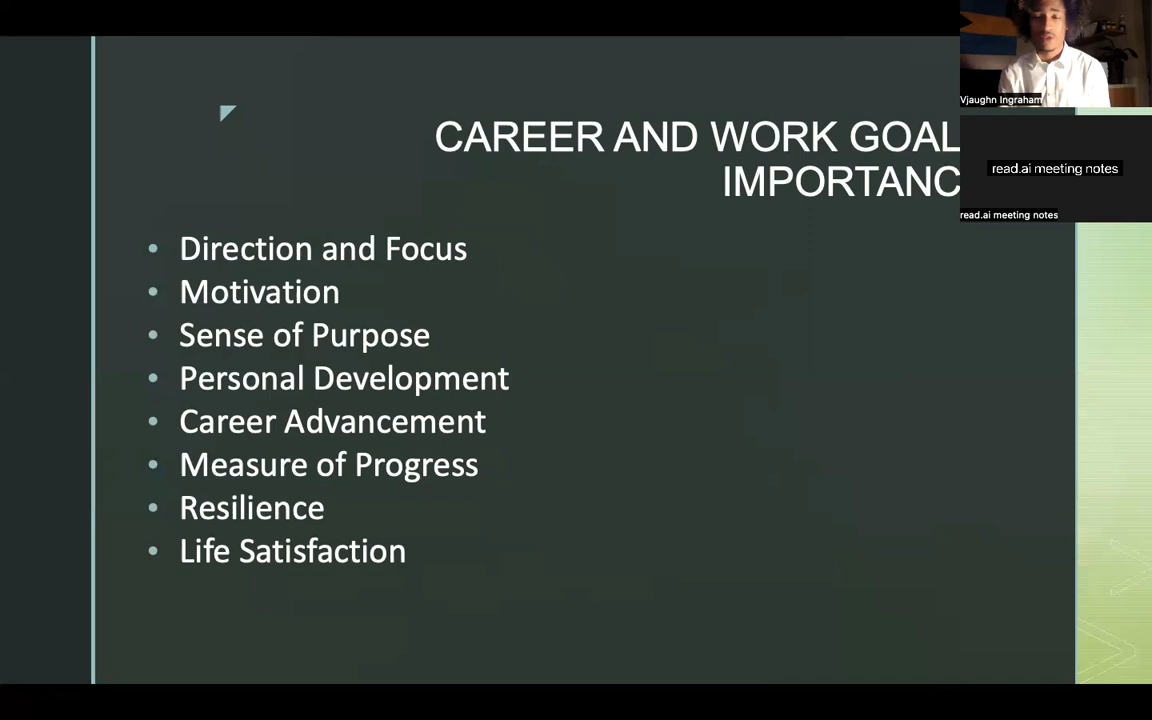 CAREER AND WORK GOAL
IMPORTANC
• Direction and Focus
• Motivation
• Sense of Purpose
• Personal Development
• Career Advancement
• Measure of Progress
• Resilience
• Life Satisfaction
Vjaughn Ingraham
read.ai meeting notes
read.ai meeting notes